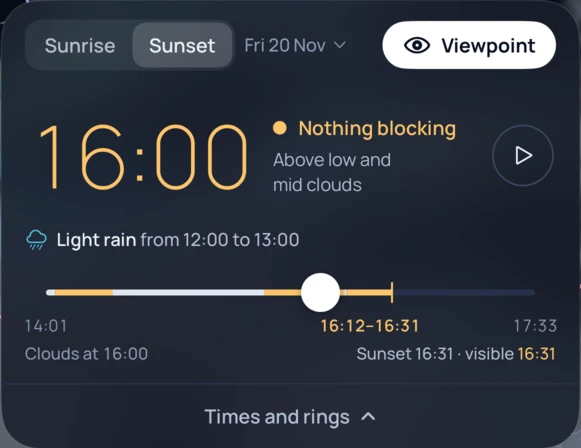 Sunrise Sunset Fri 20 Nov Viewpoint
16:00
Nothing blocking
Above low and
mid clouds
Light rain from 12:00 to 13:00
14:01 16:12–16:31 17:33
Clouds at 16:00 Sunset 16:31 · visible 16:31
Times and rings